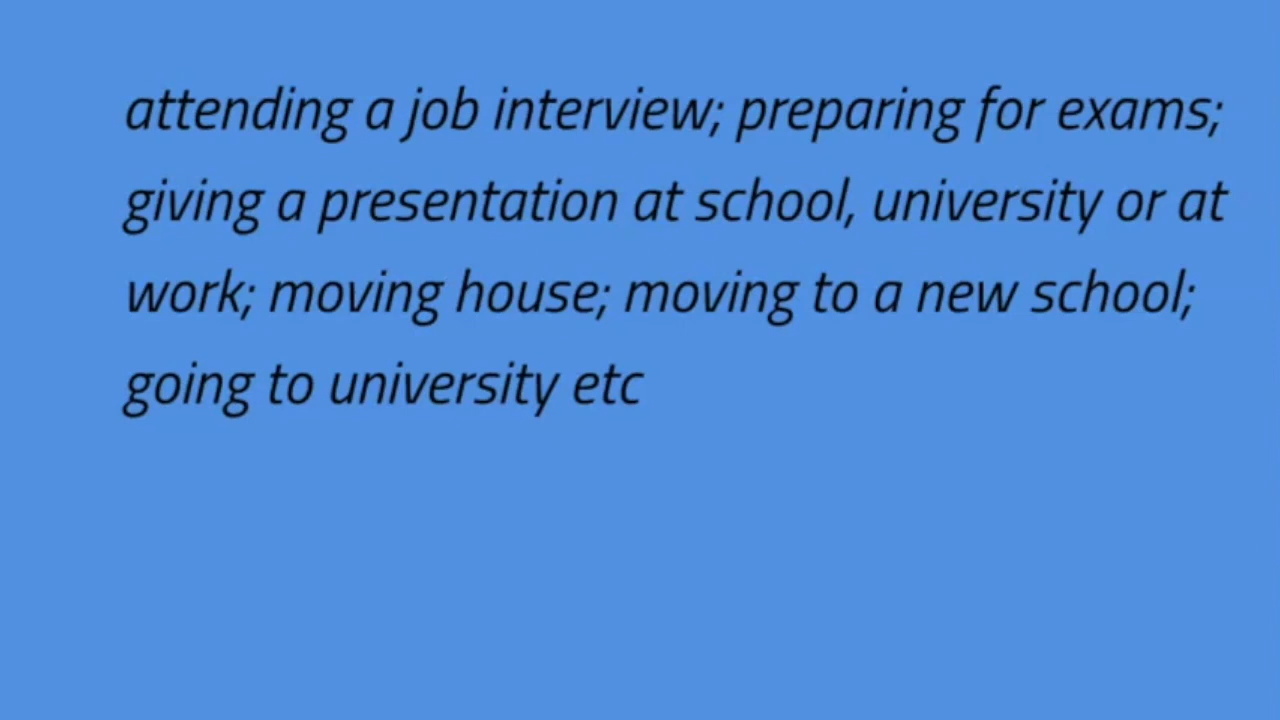 attending a job interview; preparing for exams;
giving a presentation at school, university or at
work; moving house; moving to a new school;
going to university etc